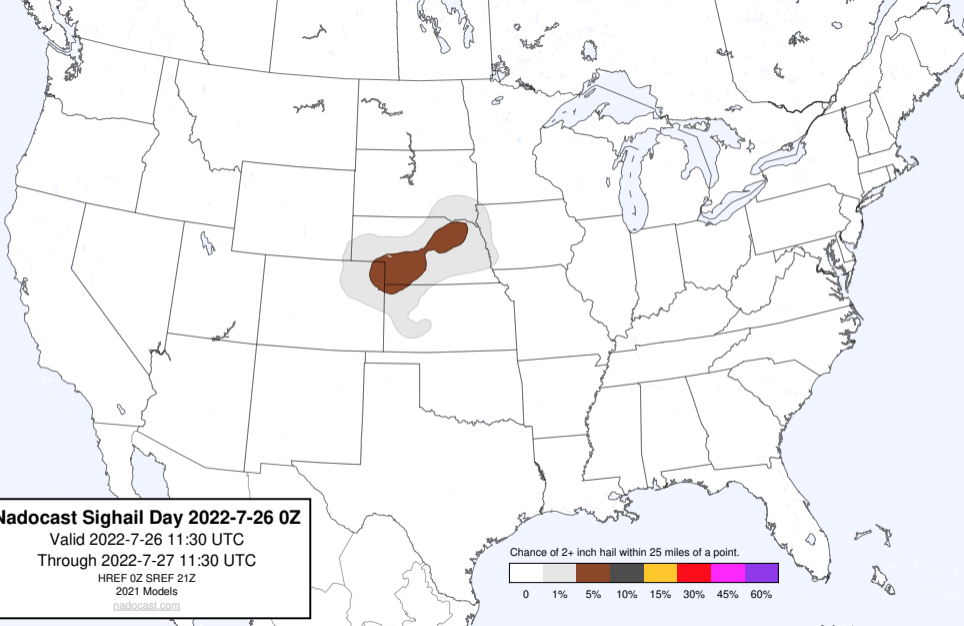 Nadocast Sighail Day 2022-7-26 0Z
Valid 2022-7-26 11:30 UTC
Through 2022-7-27 11:30 UTC
HREF 0Z SREF 21Z
2021 Models
nadocast.com
Chance of 2+ inch hail within 25 miles of a point.
0 1% 5% 10% 15% 30% 45% 60%